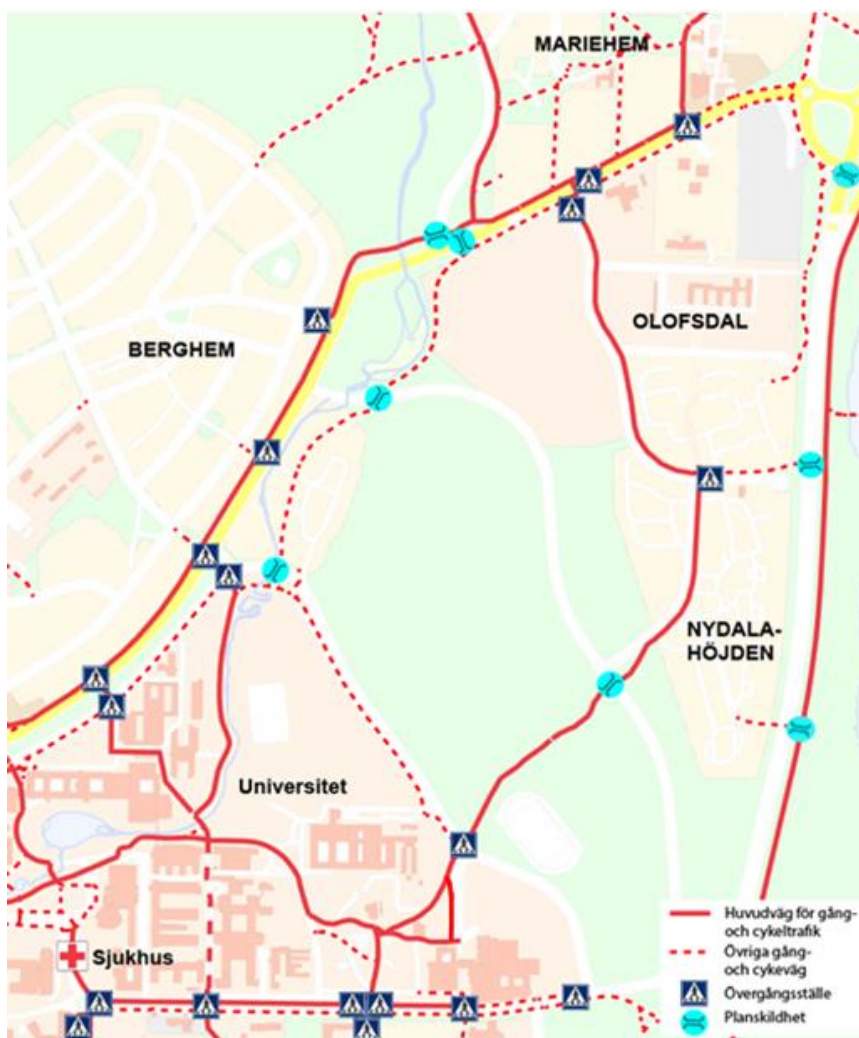 MARIEHEM
OLOFSDAL
BERGHEM
NYDALA-
HÖJDEN
Universitet
Sjukhus
Huvudväg för gång-
och cykeltrafik
Övriga gång-
och cykeväg
Övergångsställe
Planskildhet